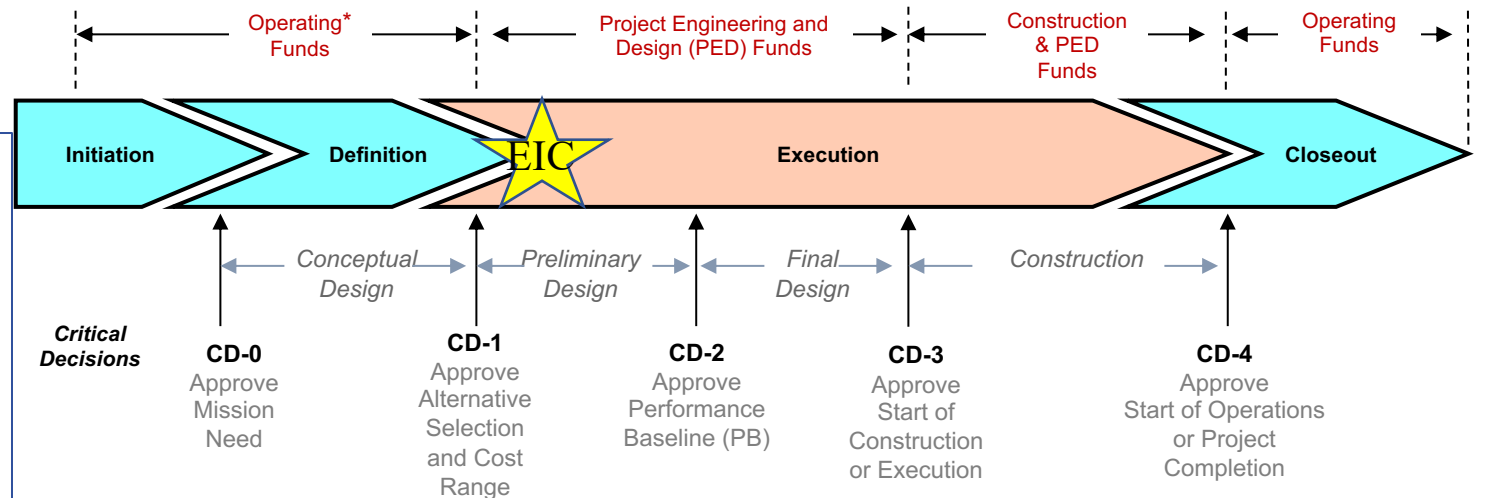 Operating*
Funds
Project Engineering and
Design (PED) Funds
Construction
& PED
Funds
Operating
Funds
Initiation
Definition
EIC
Execution
Closeout
Conceptual
Design
Preliminary
Design
Final
Design
Construction
Critical
Decisions
CD-0
Approve
Mission
Need
CD-1
Approve
Alternative
Selection
and Cost
Range
CD-2
Approve
Performance
Baseline (PB)
CD-3
Approve
Start of
Construction
or Execution
CD-4
Approve
Start of Operations
or Project
Completion